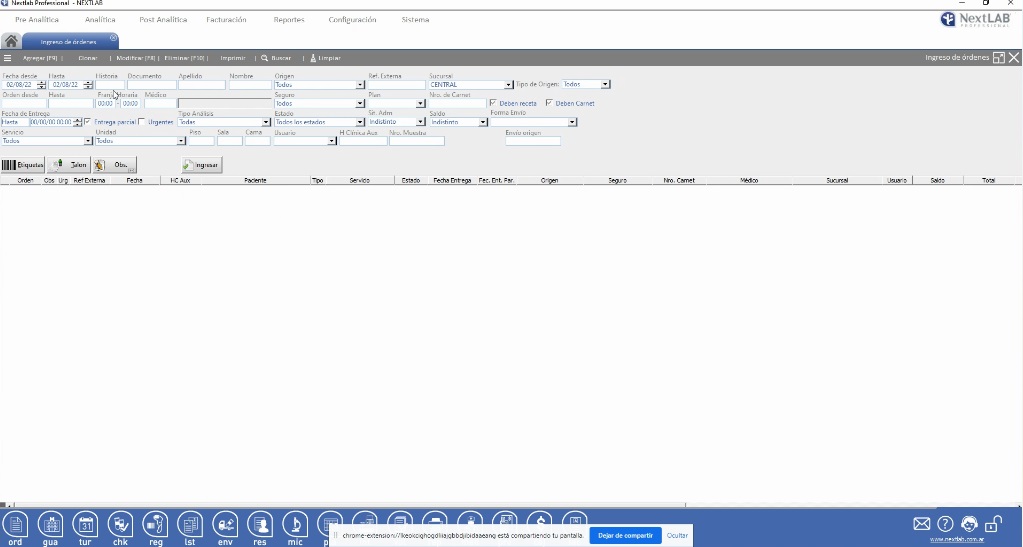 Nextlab Professional - NEXTLAB
Pre Analítica Analítica Post Analítica Facturación Reportes Configuración Sistema
NextLAB
PROFESSIONAL
Ingreso de órdenes
Agregar [F9] | Clonar | Modificar [F8] | Eliminar [F10] | Imprimir | Buscar | Limpiar Ingreso de órdenes
Fecha desde Hasta Historia Documento Apellido Nombre Origen Ref. Externa Sucursal
02/08/22 02/08/22 Todos CENTRAL Tipo de Origen: Todos
Orden desde Hasta Franja Horaria Médico Seguro Plan Nro. de Carnet
00:00 - 00:00 Todos Deben receta Deben Carnet
Fecha de Entrega Tipo Análisis Estado Sit. Adm Saldo Forma Envío
Hasta 00/00/00 00:00 Entrega parcial Urgentes Todas Todos los estados Indistinto Indistinto
Servicio Unidad Piso Sala Cama Usuario H Clínica Aux Nro. Muestra Envío origen
Todos Todos
Etiquetas Talon Obs. ... Ingresar
Orden Obs Urg Ref Externa Fecha HC Aux Paciente Tipo Servido Estado Fecha Entrega Fec. Ent. Par. Origen Seguro Nro. Carnet Médico Sucursal Usuario Saldo Total
ord gua tur chk reg lst env res mic
chrome-extension://ikeokcighogdliiajgbbdjibidaaeang está compartiendo tu pantalla. Dejar de compartir Ocultar
www.nextlab.com.ar